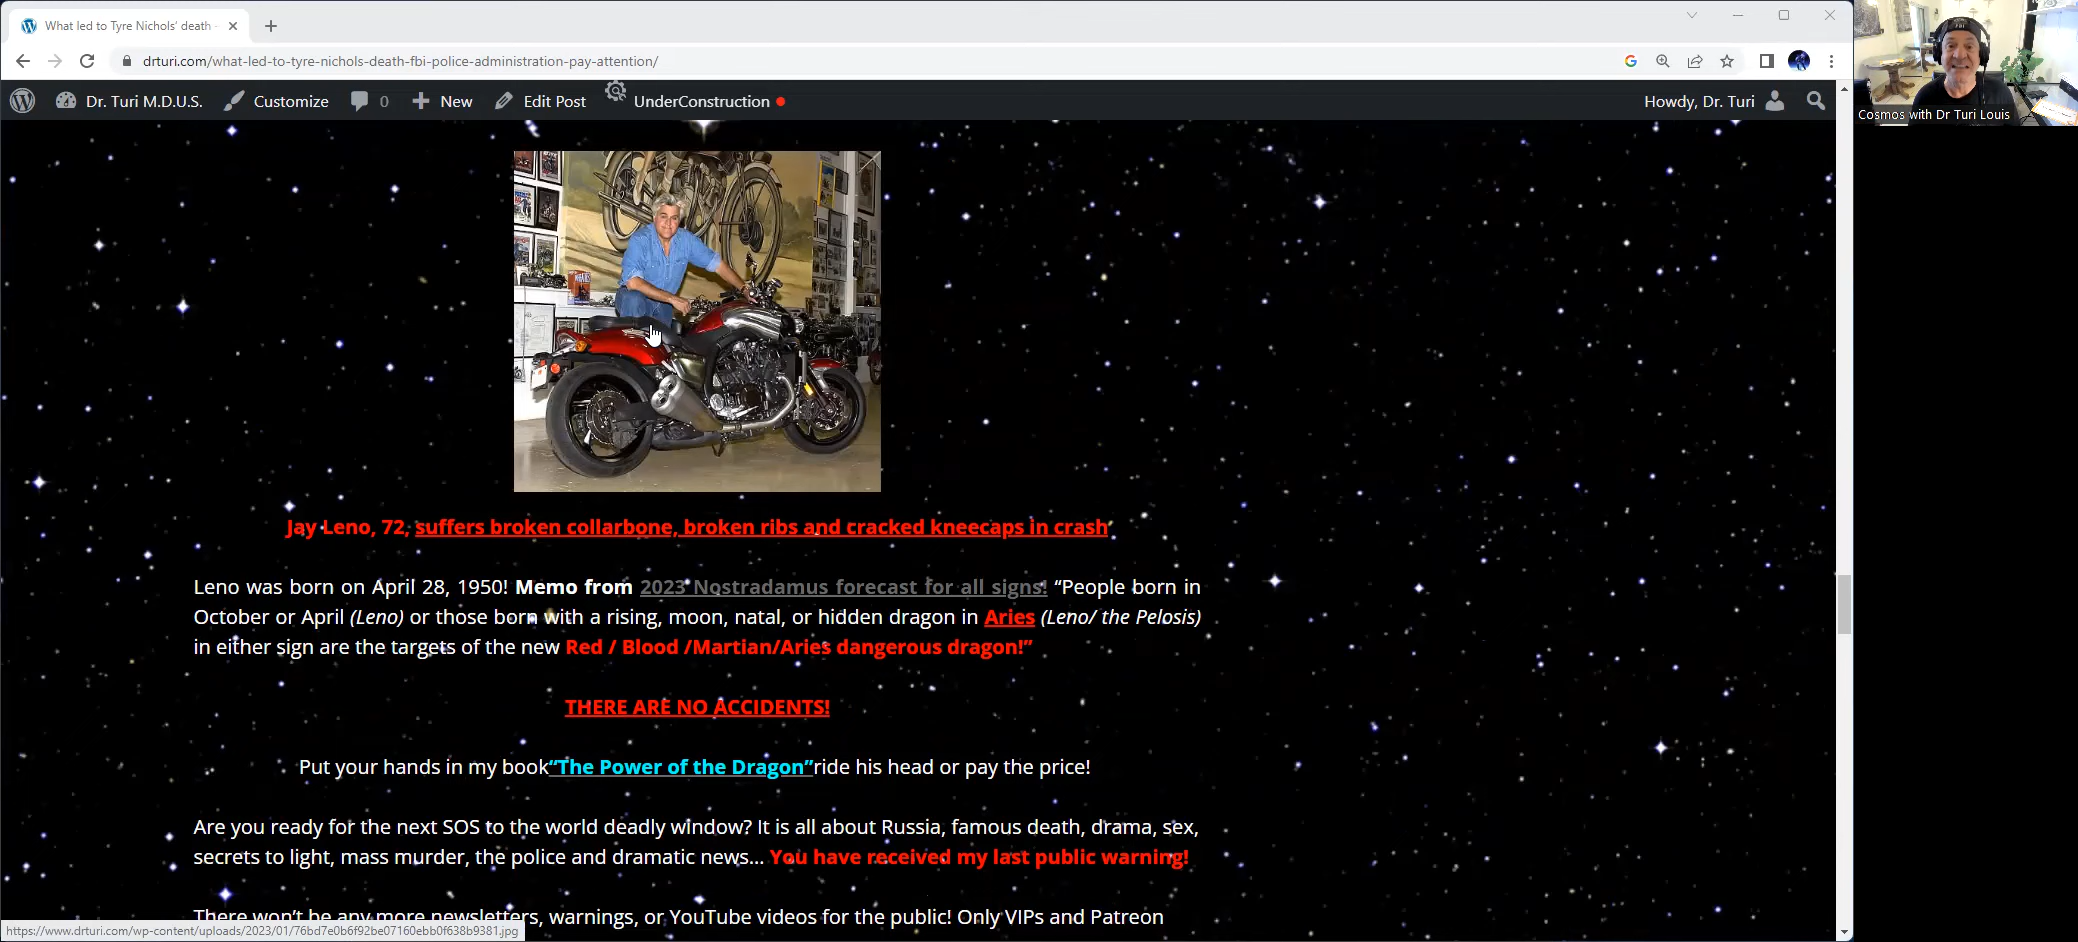 What led to Tyre Nichols' death -
drturi.com/what-led-to-tyre-nichols-death-fbi-police-administration-pay-attention/
Dr. Turi M.D.U.S. Customize 0 New Edit Post UnderConstruction Howdy, Dr. Turi
Cosmos with Dr Turi Louis
Jay Leno, 72, suffers broken collarbone, broken ribs and cracked kneecaps in crash
Leno was born on April 28, 1950! Memo from 2023 Nostradamus forecast for all signs! “People born in
October or April (Leno) or those born with a rising, moon, natal, or hidden dragon in Aries (Leno/ the Pelosis)
in either sign are the targets of the new Red / Blood /Martian/Aries dangerous dragon!”
THERE ARE NO ACCIDENTS!
Put your hands in my book“The Power of the Dragon”ride his head or pay the price!
Are you ready for the next SOS to the world deadly window? It is all about Russia, famous death, drama, sex,
secrets to light, mass murder, the police and dramatic news... You have received my last public warning!
There won’t be any more newsletters, warnings, or YouTube videos for the public! Only VIPs and Patreon
https://www.drturi.com/wp-content/uploads/2023/01/76bd7e0b6f92be07160ebb0f638b9381.jpg